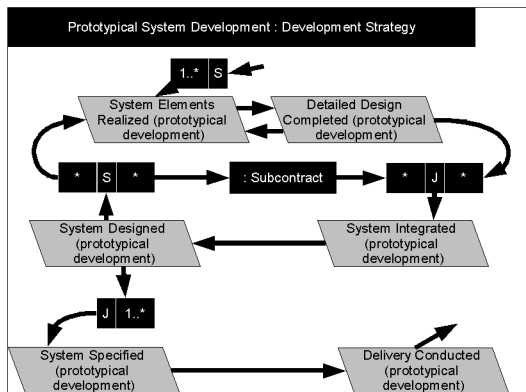 Prototypical System Development : Development Strategy
1..* S
System Elements
Realized (prototypical
development)
Detailed Design
Completed (prototypical
development)
* S *
: Subcontract
* J *
System Designed
(prototypical
development)
System Integrated
(prototypical
development)
J 1..*
System Specified
(prototypical
development)
Delivery Conducted
(prototypical
development)